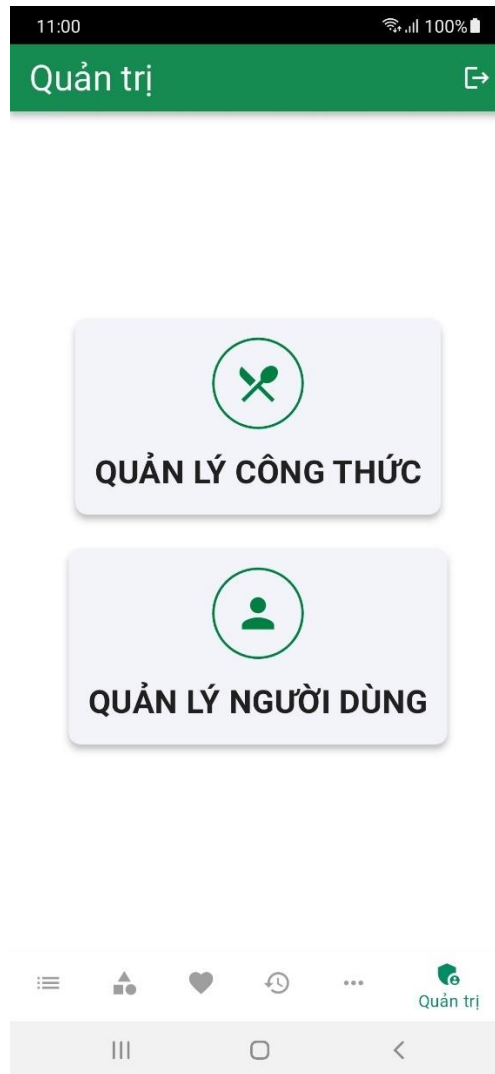 11:00
100%
Quản trị
QUẢN LÝ CÔNG THỨC
QUẢN LÝ NGƯỜI DÙNG
Quản trị